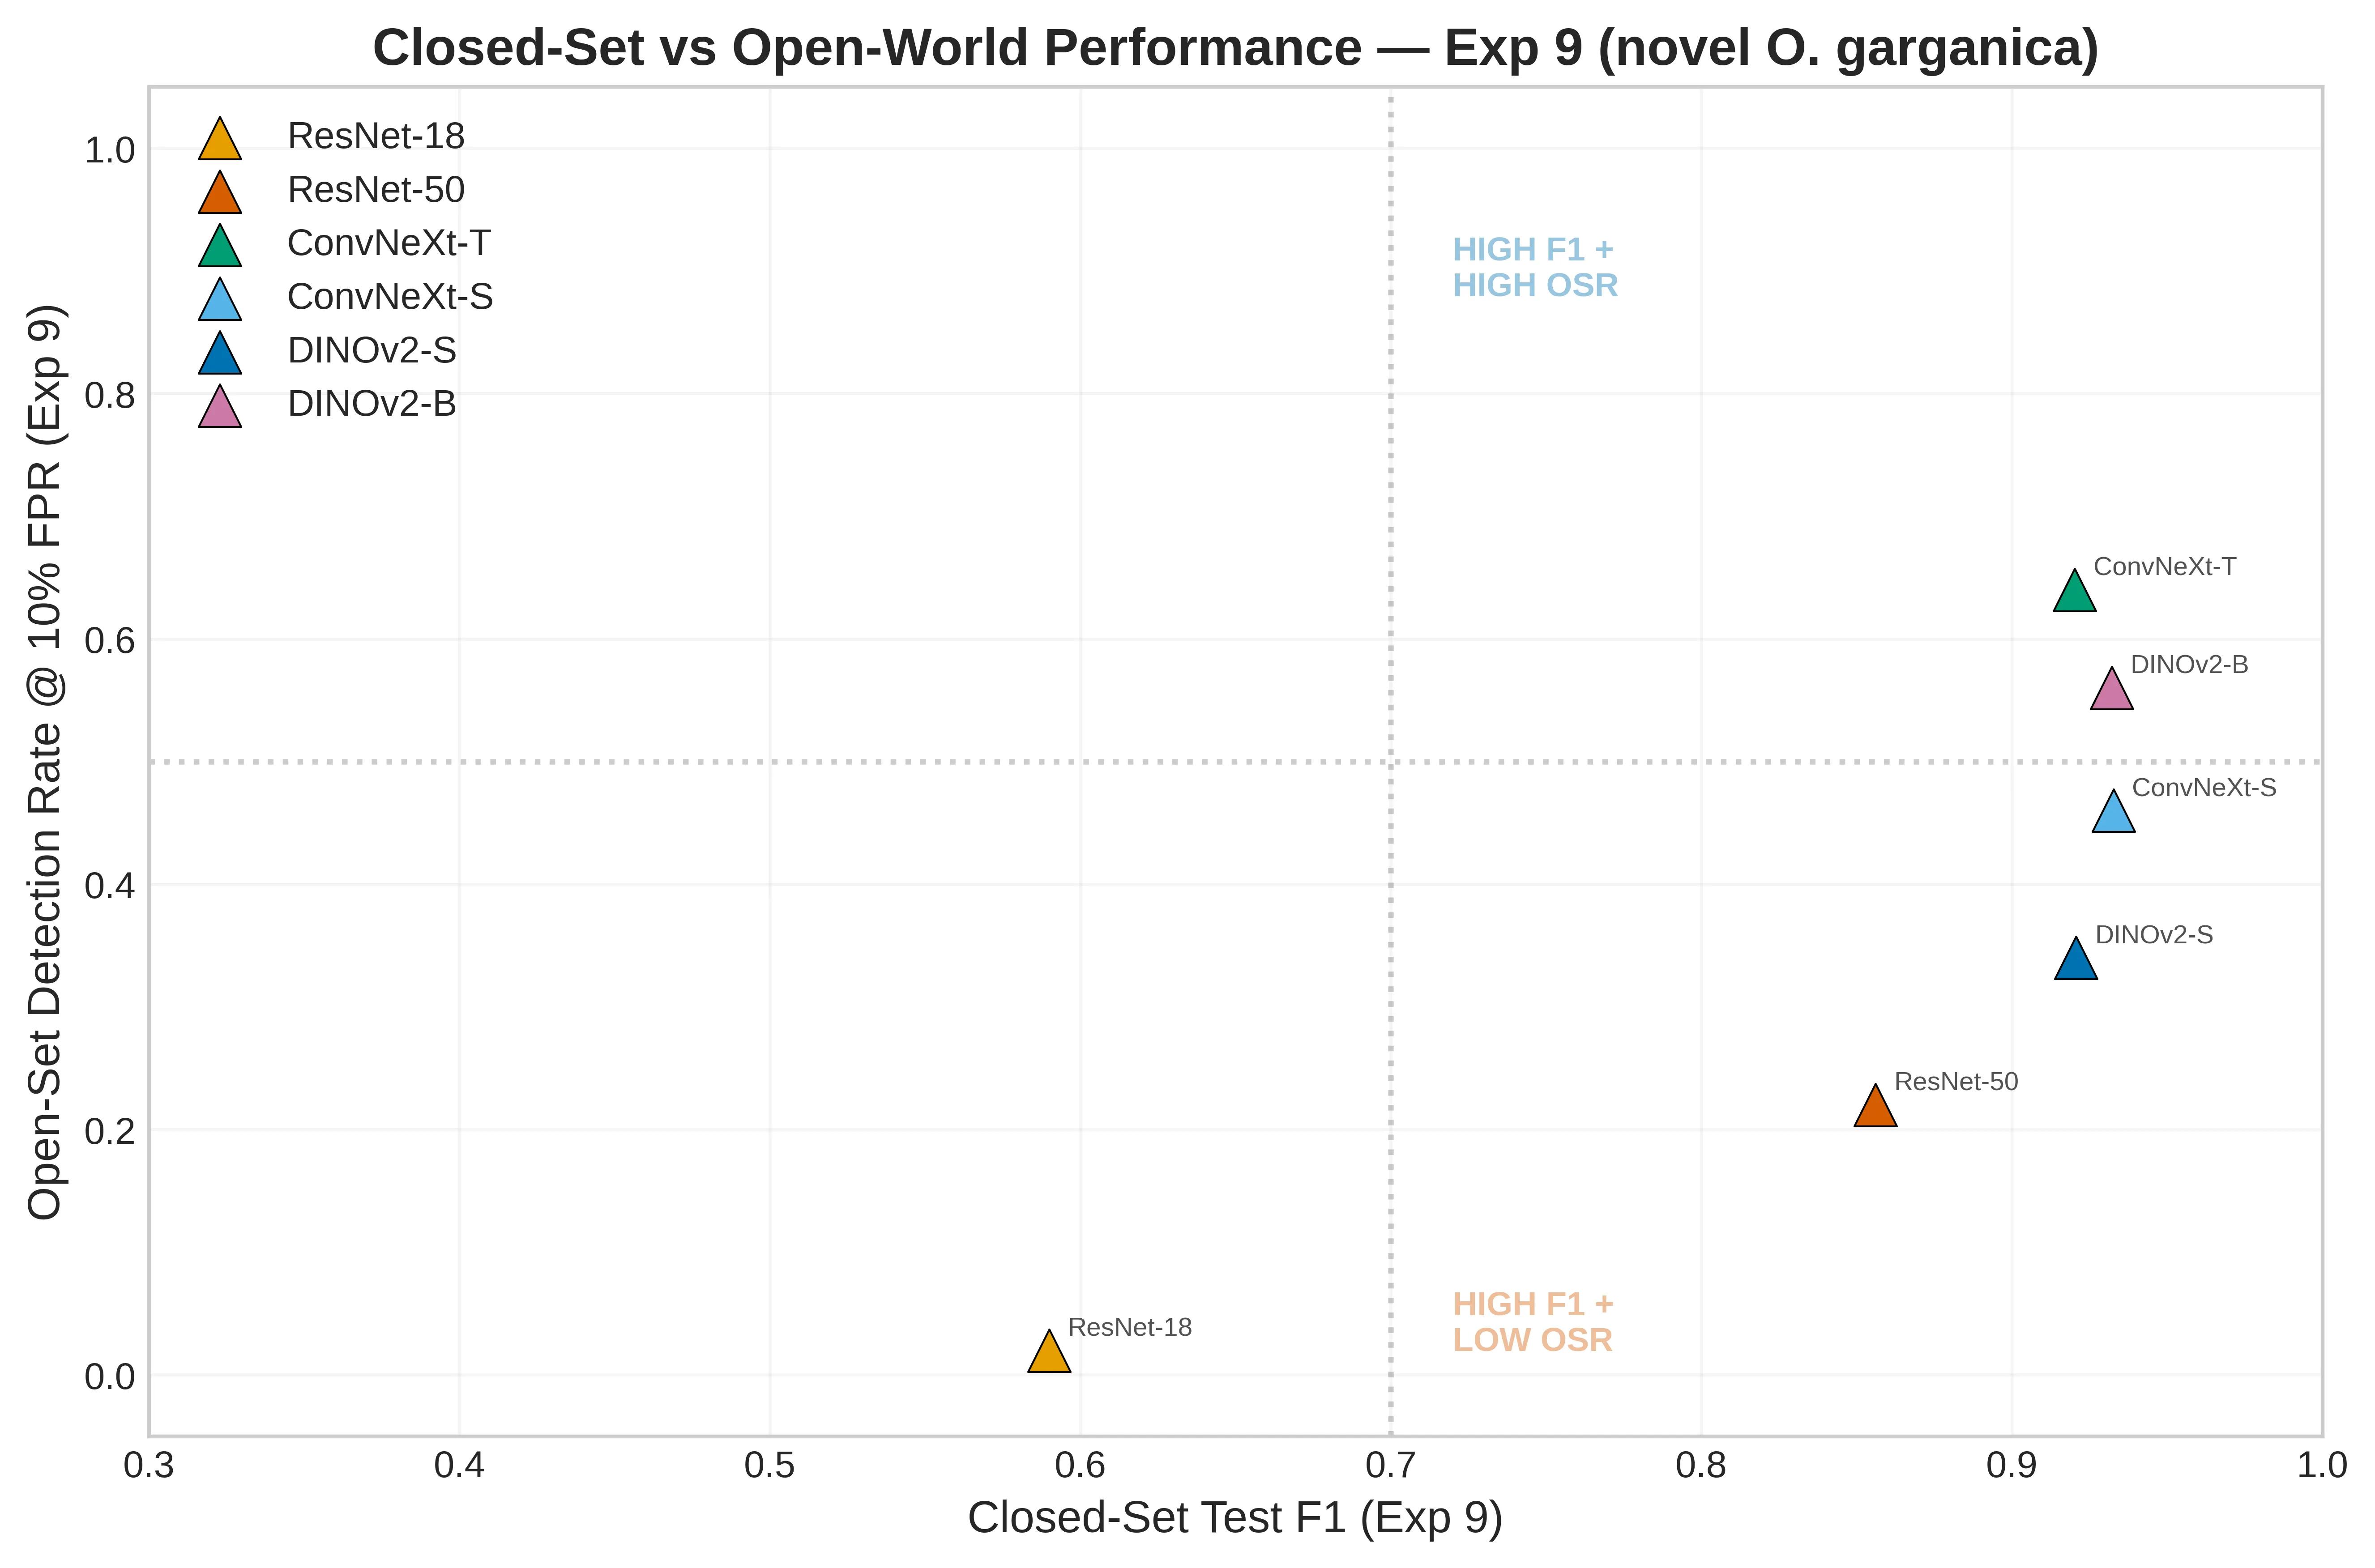 Closed-Set vs Open-World Performance — Exp 9 (novel O. garganica)
ResNet-18
ResNet-50
ConvNeXt-T
ConvNeXt-S
DINOv2-S
DINOv2-B
HIGH F1 +
HIGH OSR
ConvNeXt-T
DINOv2-B
ConvNeXt-S
DINOv2-S
ResNet-50
ResNet-18
HIGH F1 +
LOW OSR
Open-Set Detection Rate @ 10% FPR (Exp 9)
1.0
0.8
0.6
0.4
0.2
0.0
0.3 0.4 0.5 0.6 0.7 0.8 0.9 1.0
Closed-Set Test F1 (Exp 9)